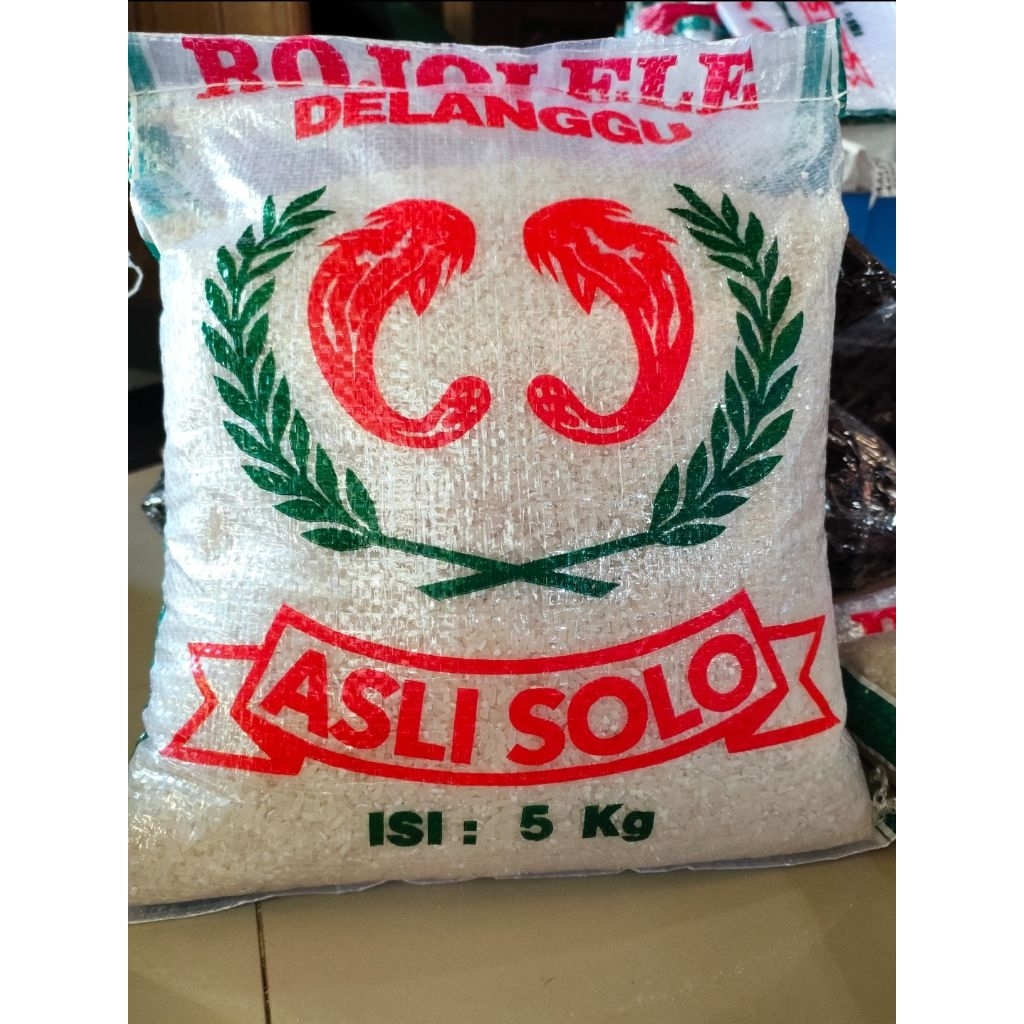 ROJOLELE
DELANGGU
ASLI SOLO
ISI : 5 Kg